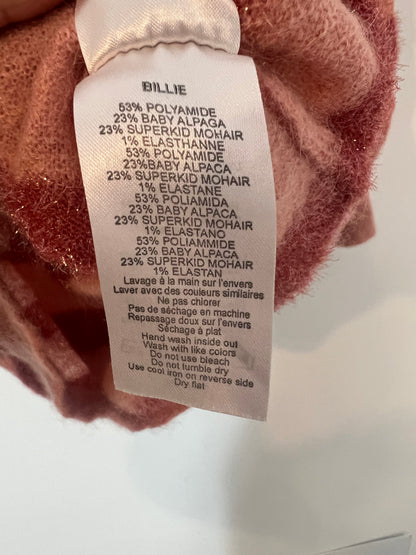 BILLIE
53% POLYAMIDE
23% BABY ALPAGA
23% SUPERKID MOHAIR
1% ELASTHANNE
53% POLYAMIDE
23%BABY ALPACA
23% SUPERKID MOHAIR
1% ELASTANE
53% POLIAMIDA
23% BABY ALPACA
23% SUPERKID MOHAIR
1% ELASTANO
53% POLIAMMIDE
23% BABY ALPACA
23% SUPERKID MOHAIR
1% ELASTAN
Lavage à la main sur l'envers
Laver avec des couleurs similaires
Ne pas chlorer
Pas de séchage en machine
Repassage doux sur l'envers
Séchage à plat
Hand wash inside out
Wash with like colors
Do not use bleach
Do not tumble dry
Use cool iron on reverse side
Dry flat